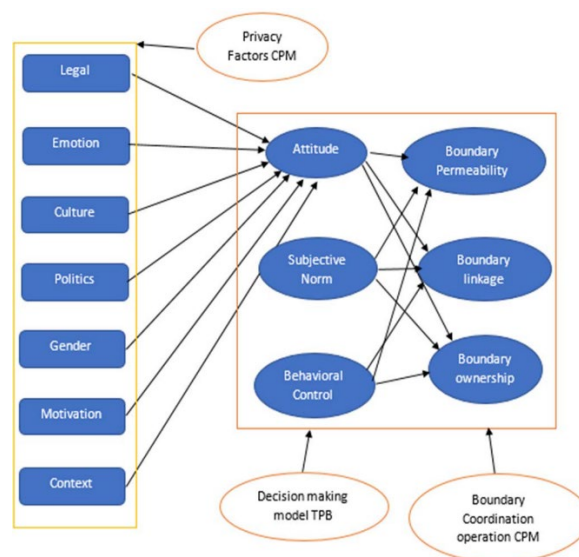 Privacy
Factors CPM
Legal
Emotion
Culture
Politics
Gender
Motivation
Context
Attitude
Subjective
Norm
Behavioral
Control
Boundary
Permeability
Boundary
linkage
Boundary
ownership
Decision making
model TPB
Boundary
Coordination
operation CPM